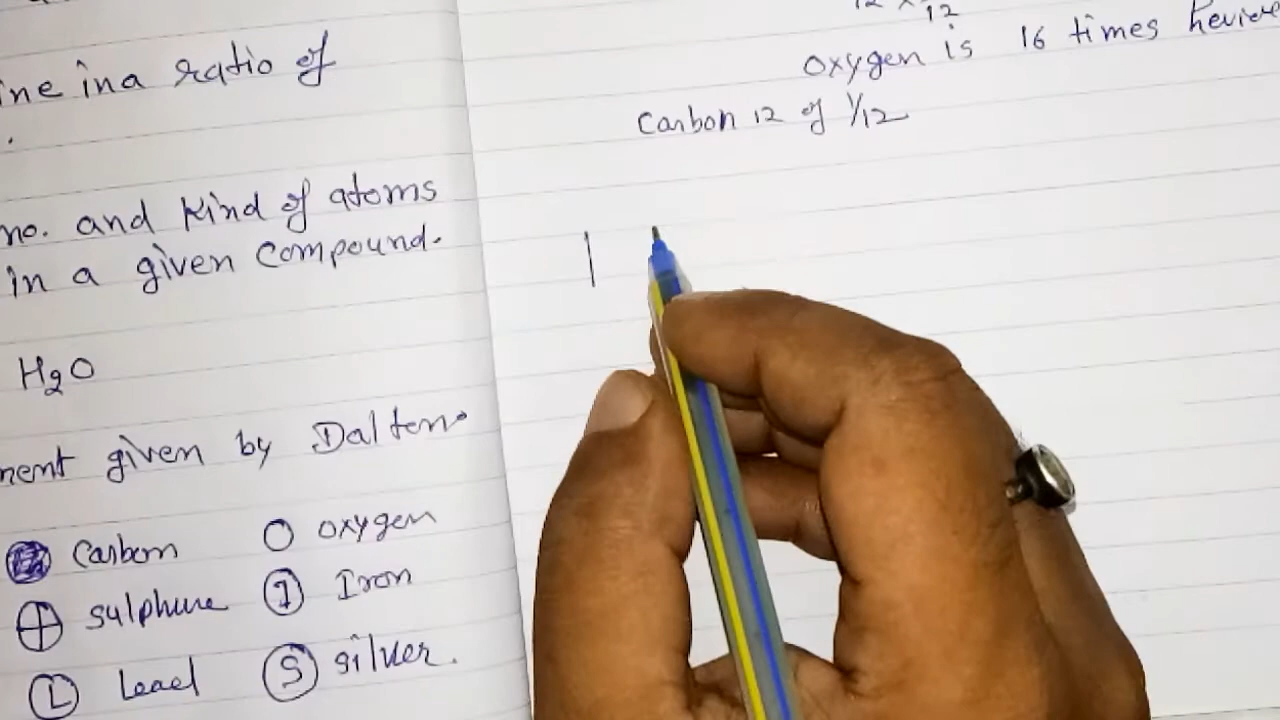 ine in a ratio of
.
no. and kind of atoms
in a given compound.
H2O
ment given by Dalton.
Carbon O oxygen
sulphure I Iron
L Lead S silver.
12
oxygen is 16 times
Carbon 12 of 1/12